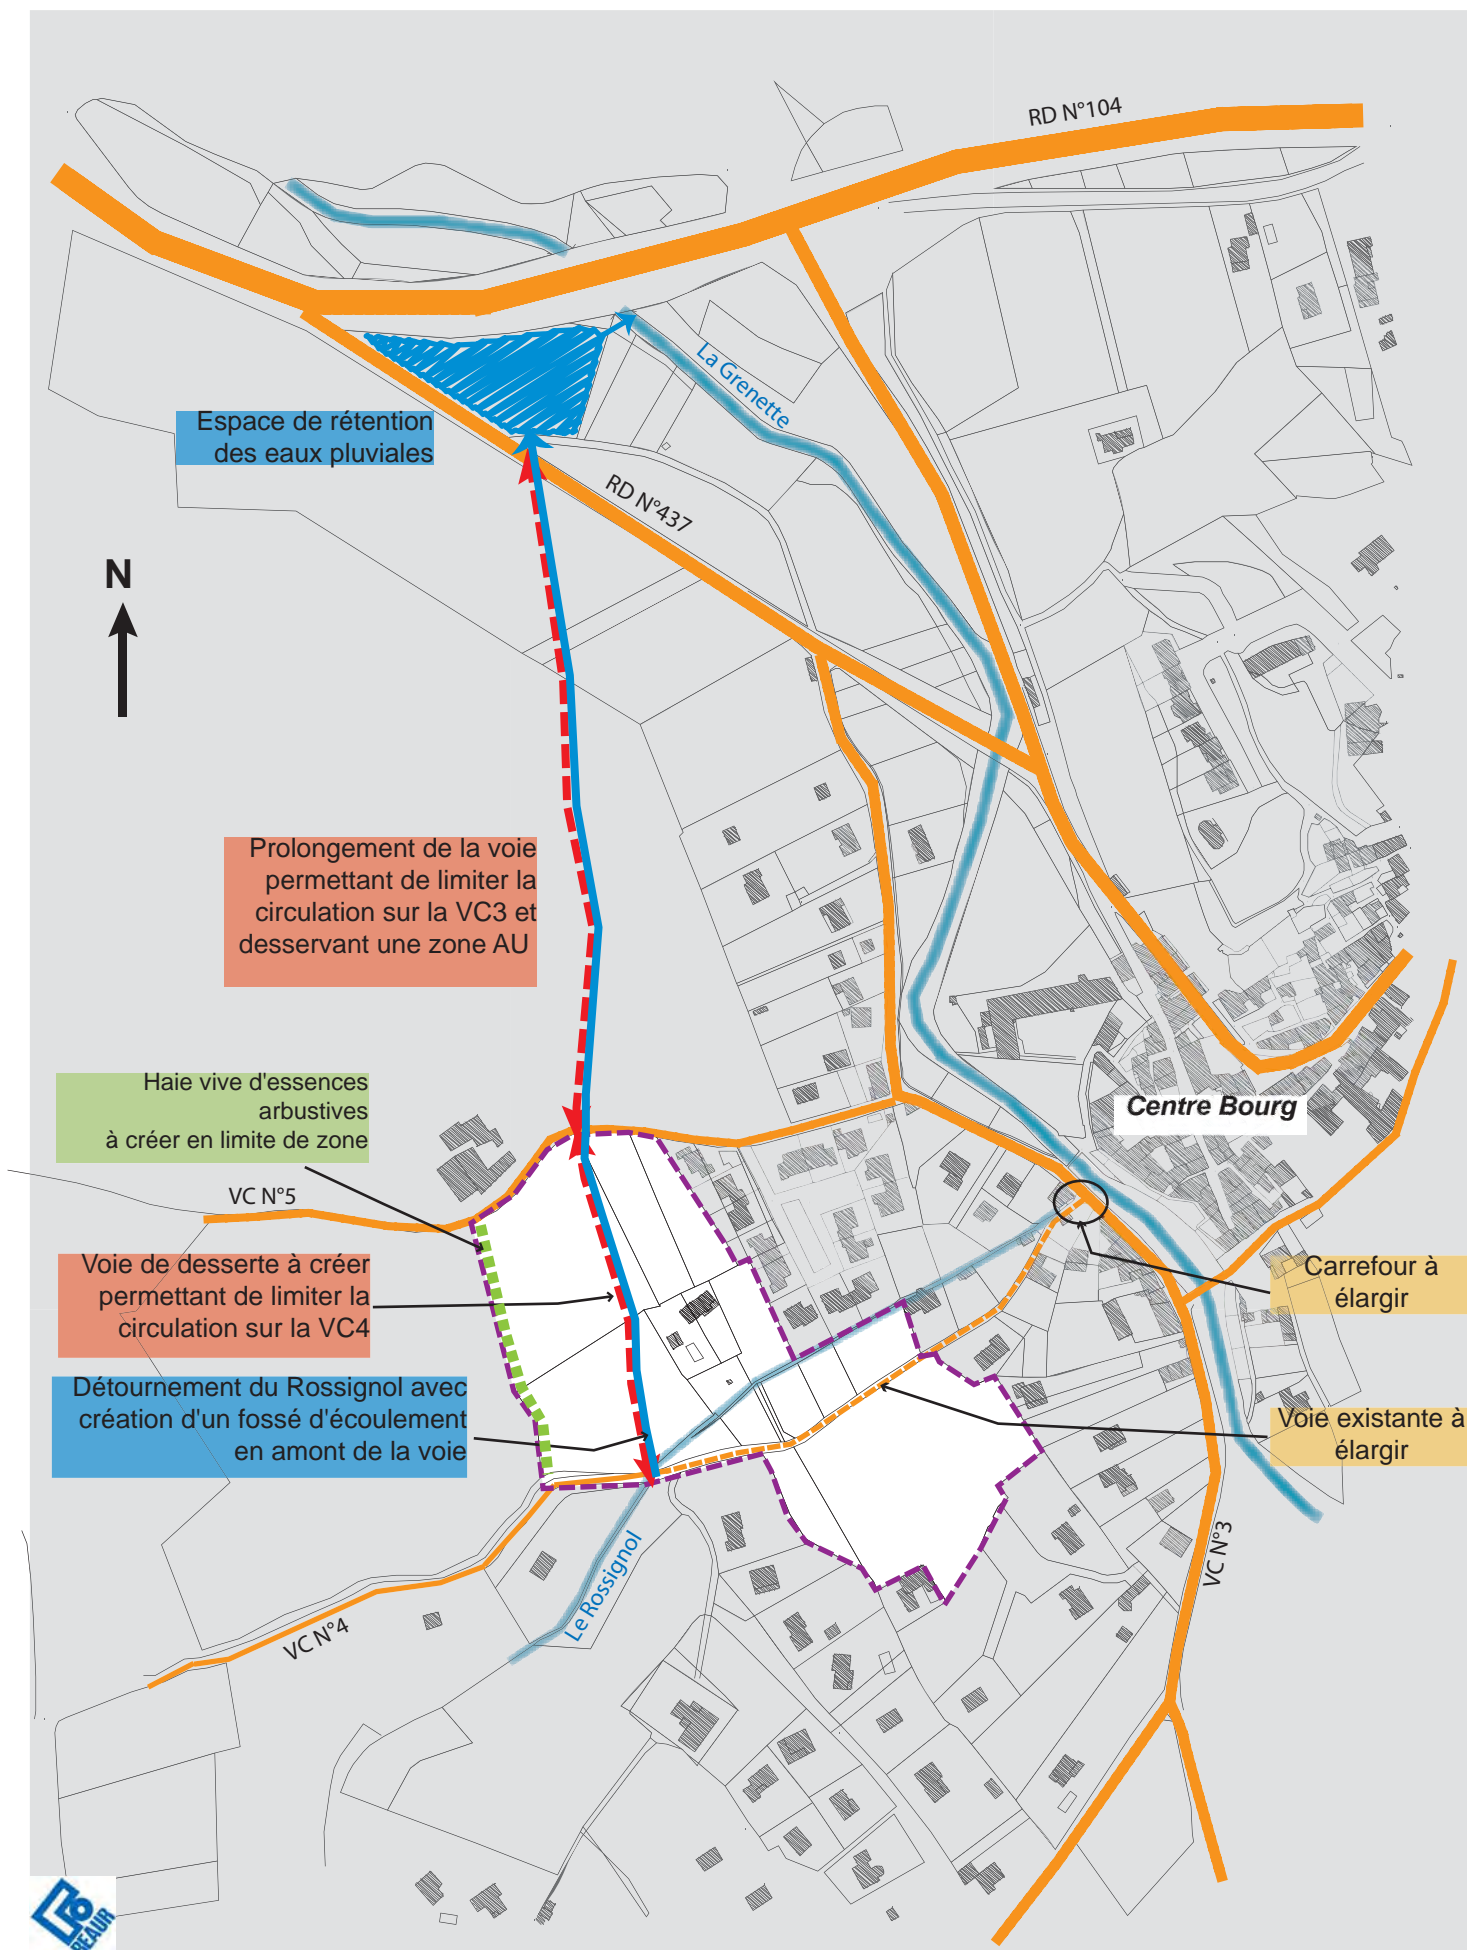 RD N°104
La Grenette
Espace de rétention
des eaux pluviales
RD N°437
N
Prolongement de la voie
permettant de limiter la
circulation sur la VC3 et
desservant une zone AU
Haie vive d'essences
arbustives
à créer en limite de zone
Centre Bourg
VC N°5
Voie de desserte à créer
permettant de limiter la
circulation sur la VC4
Carrefour à
élargir
Détournement du Rossignol avec
création d'un fossé d'écoulement
en amont de la voie
Voie existante à
élargir
Le Rossignol
VC N°3
VC N°4
BEAUR